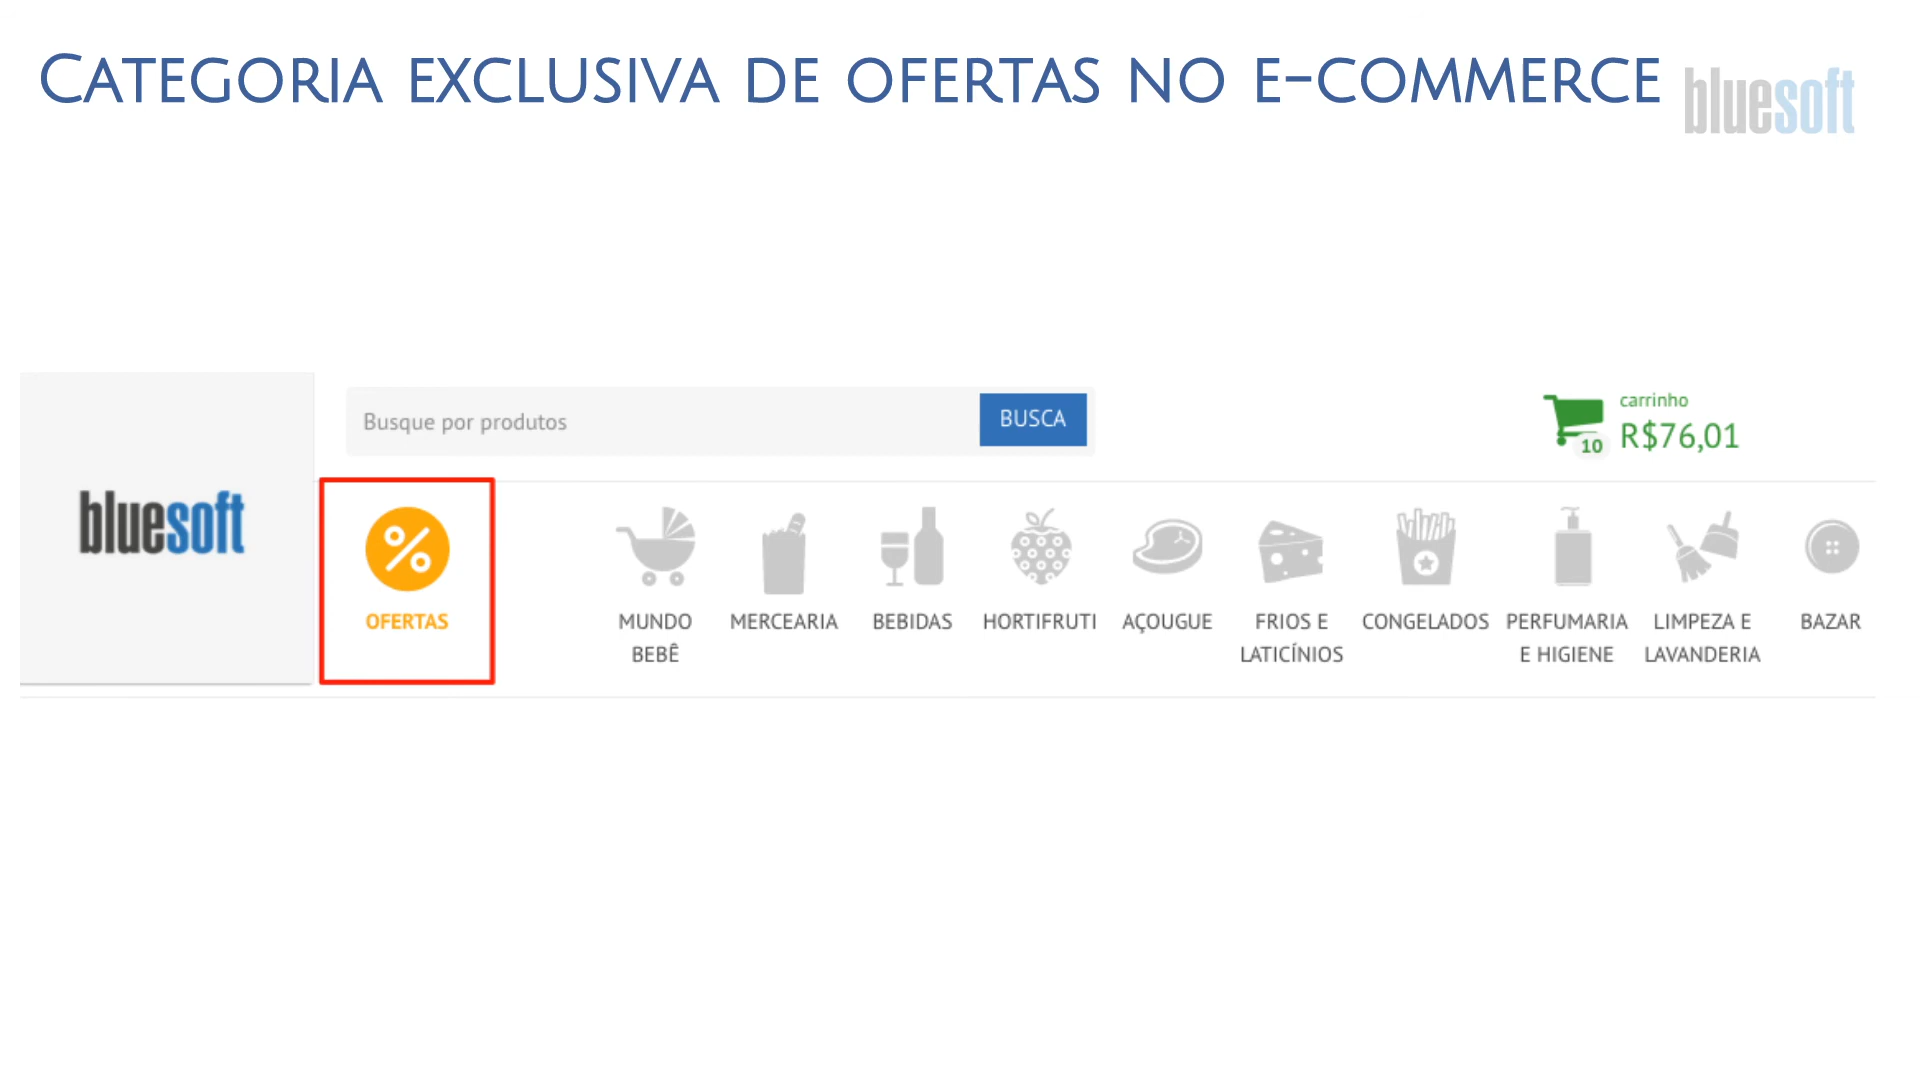 Categoria exclusiva de ofertas no e-commerce
bluesoft
Busque por produtos
BUSCA
carrinho
10
R$76,01
bluesoft
%
OFERTAS
MUNDO BEBÊ
MERCEARIA
BEBIDAS
HORTIFRUTI
AÇOUGUE
FRIOS E LATICÍNIOS
CONGELADOS
PERFUMARIA E HIGIENE
LIMPEZA E LAVANDERIA
BAZAR